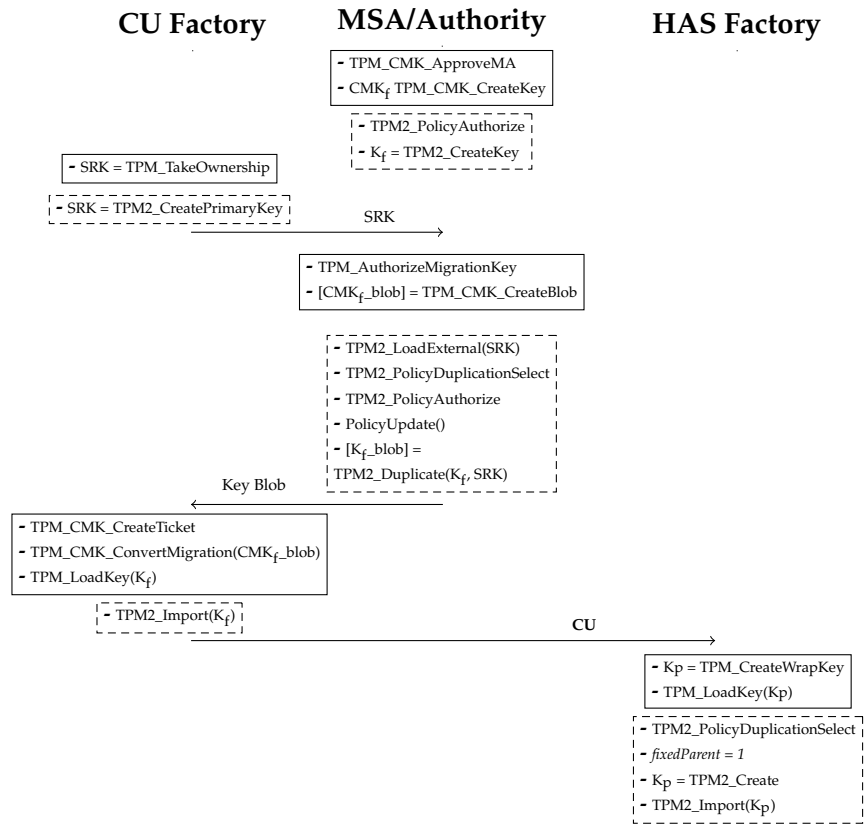 CU Factory
MSA/Authority
HAS Factory
- TPM_CMK_ApproveMA
- CMKf TPM_CMK_CreateKey
- TPM2_PolicyAuthorize
- Kf = TPM2_CreateKey
- SRK = TPM_TakeOwnership
- SRK = TPM2_CreatePrimaryKey
SRK
- TPM_AuthorizeMigrationKey
- [CMKf_blob] = TPM_CMK_CreateBlob
- TPM2_LoadExternal(SRK)
- TPM2_PolicyDuplicationSelect
- TPM2_PolicyAuthorize
- PolicyUpdate()
- [Kf_blob] =
TPM2_Duplicate(Kf, SRK)
Key Blob
- TPM_CMK_CreateTicket
- TPM_CMK_ConvertMigration(CMKf_blob)
- TPM_LoadKey(Kf)
- TPM2_Import(Kf)
CU
- Kp = TPM_CreateWrapKey
- TPM_LoadKey(Kp)
- TPM2_PolicyDuplicationSelect
- fixedParent = 1
- Kp = TPM2_Create
- TPM2_Import(Kp)